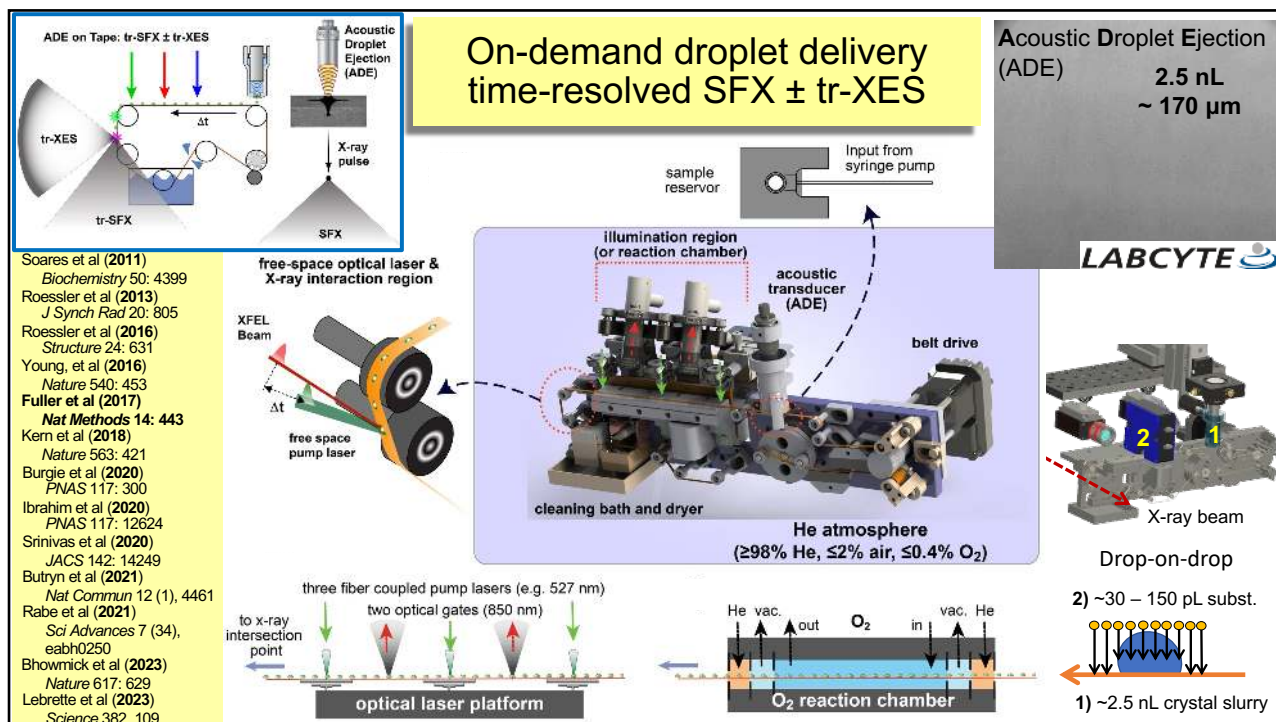 ADE on Tape: tr-SFX ± tr-XES
Acoustic
Droplet
Ejection
(ADE)
Δt
tr-XES
tr-SFX
X-ray
pulse
SFX
On-demand droplet delivery
time-resolved SFX ± tr-XES
Acoustic Droplet Ejection
(ADE)
2.5 nL
~ 170 µm
LABCYTE
Soares et al (2011)
Biochemistry 50: 4399
Roessler et al (2013)
J Synch Rad 20: 805
Roessler et al (2016)
Structure 24: 631
Young, et al (2016)
Nature 540: 453
Fuller et al (2017)
Nat Methods 14: 443
Kern et al (2018)
Nature 563: 421
Burgie et al (2020)
PNAS 117: 300
Ibrahim et al (2020)
PNAS 117: 12624
Srinivas et al (2020)
JACS 142: 14249
Butryn et al (2021)
Nat Commun 12 (1), 4461
Rabe et al (2021)
Sci Advances 7 (34),
eabh0250
Bhowmick et al (2023)
Nature 617: 629
Lebrette et al (2023)
Science 382, 109
sample
reservor
Input from
syringe pump
free-space optical laser &
X-ray interaction region
XFEL
Beam
Δt
free space
pump laser
illumination region
(or reaction chamber)
acoustic
transducer
(ADE)
belt drive
cleaning bath and dryer
He atmosphere
(≥98% He, ≤2% air, ≤0.4% O₂)
2
1
X-ray beam
Drop-on-drop
2) ~30 – 150 pL subst.
1) ~2.5 nL crystal slurry
three fiber coupled pump lasers (e.g. 527 nm)
two optical gates (850 nm)
to x-ray
intersection
point
optical laser platform
He vac. out O₂ in vac. He
O₂ reaction chamber